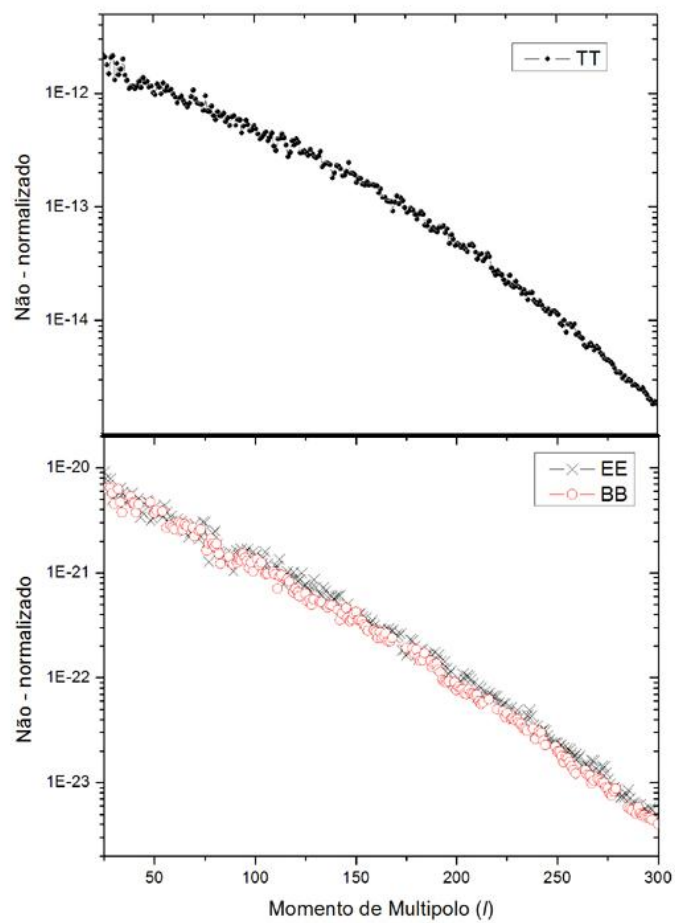 TT
1E-12
1E-13
1E-14
Não - normalizado
EE
BB
1E-20
1E-21
1E-22
1E-23
Não - normalizado
50 100 150 200 250 300
Momento de Multipolo (l)